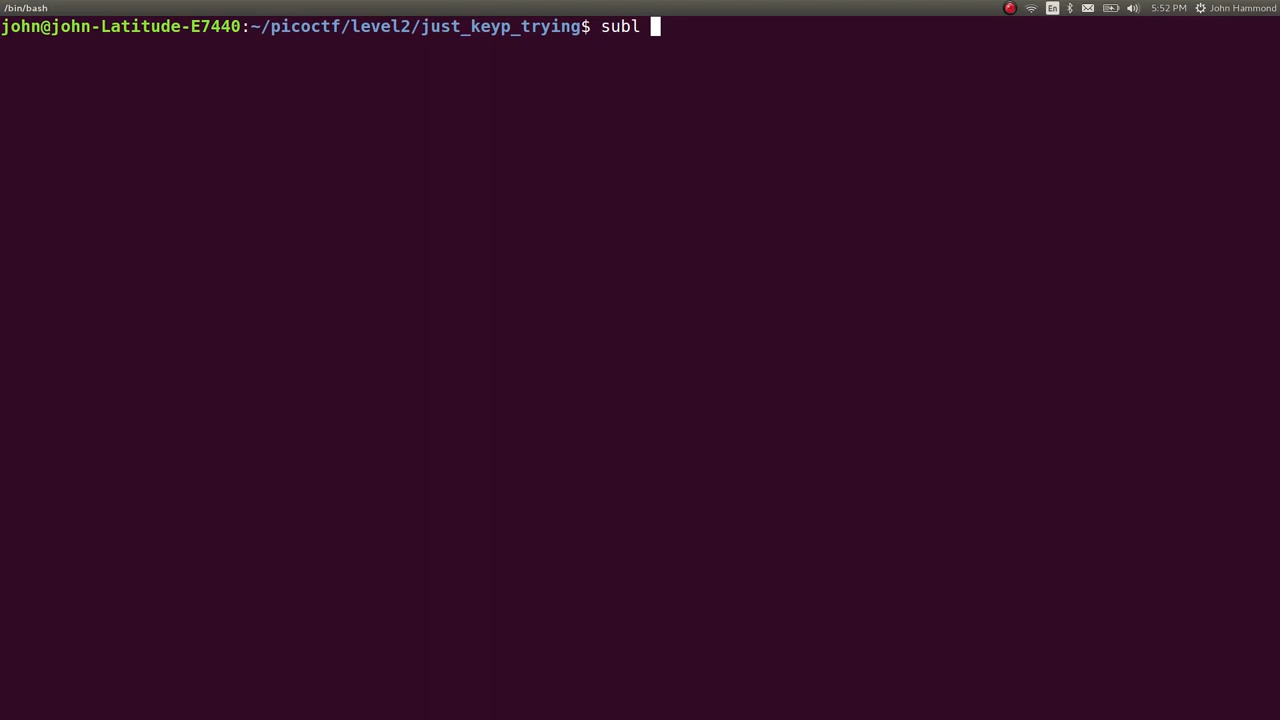 /bin/bash
En
5:52 PM
John Hammond
john@john-Latitude-E7440:~/picoctf/level2/just_keyp_trying$ subl